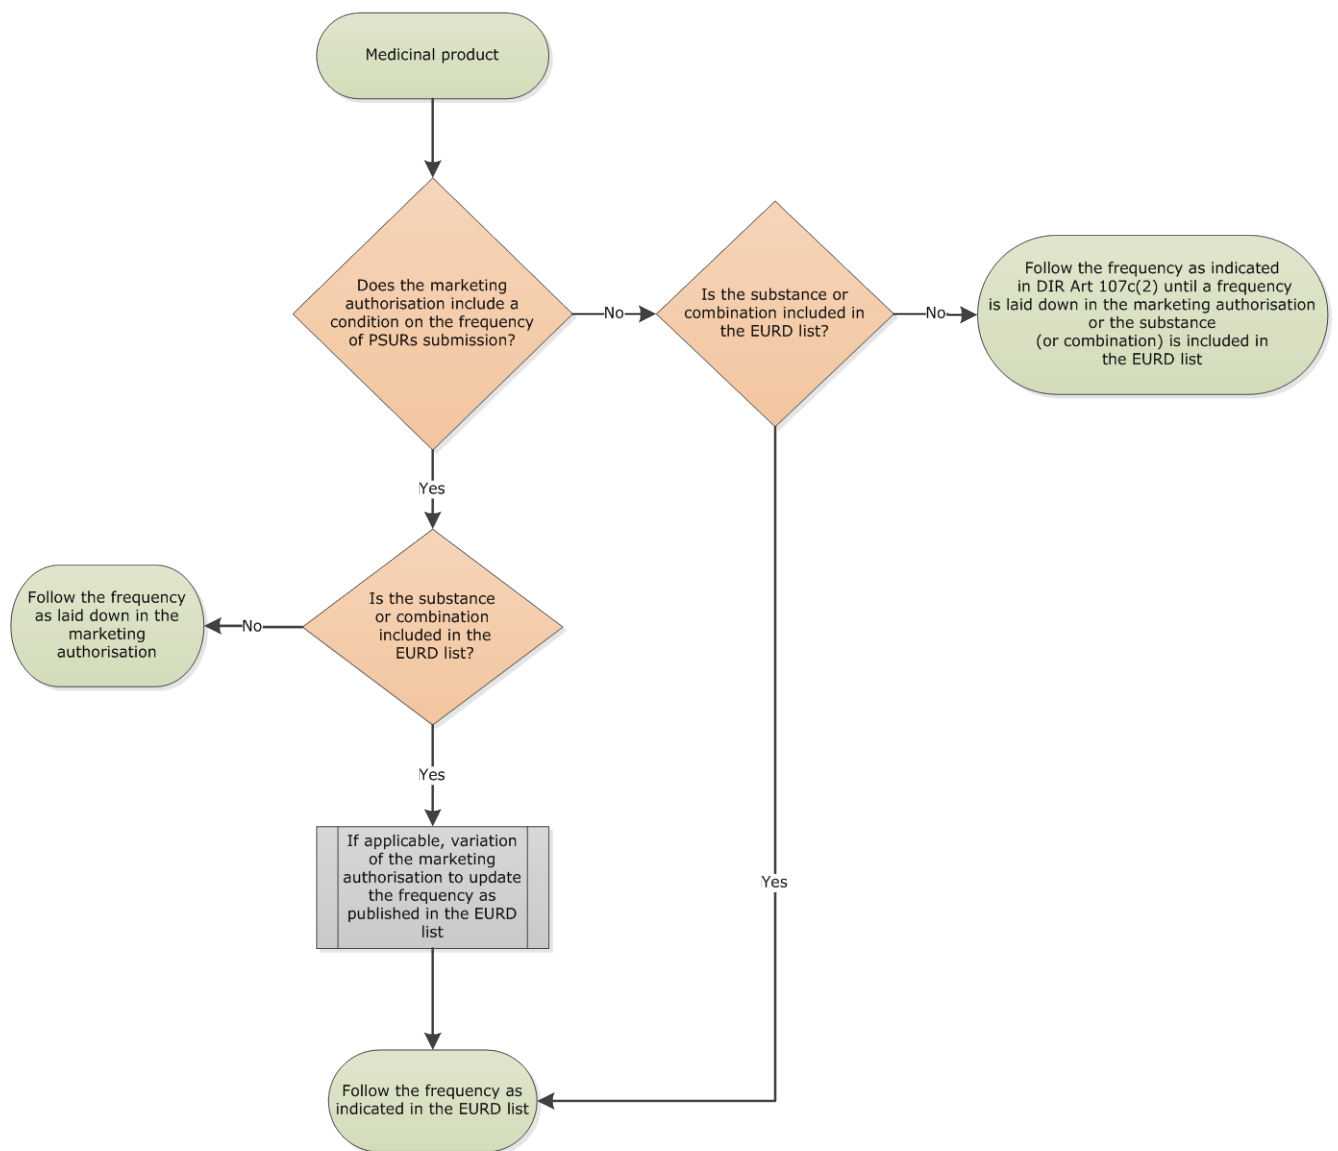 Medicinal product
Does the marketing
authorisation include a
condition on the frequency
of PSURs submission?
No
Is the substance or
combination included in
the EURD list?
No
Follow the frequency as indicated
in DIR Art 107c(2) until a frequency
is laid down in the marketing authorisation
or the substance
(or combination) is included in
the EURD list
Yes
Is the substance
or combination
included in the
EURD list?
No
Follow the frequency
as laid down in the
marketing
authorisation
Yes
If applicable, variation
of the marketing
authorisation to update
the frequency as
published in the EURD
list
Yes
Follow the frequency as
indicated in the EURD list